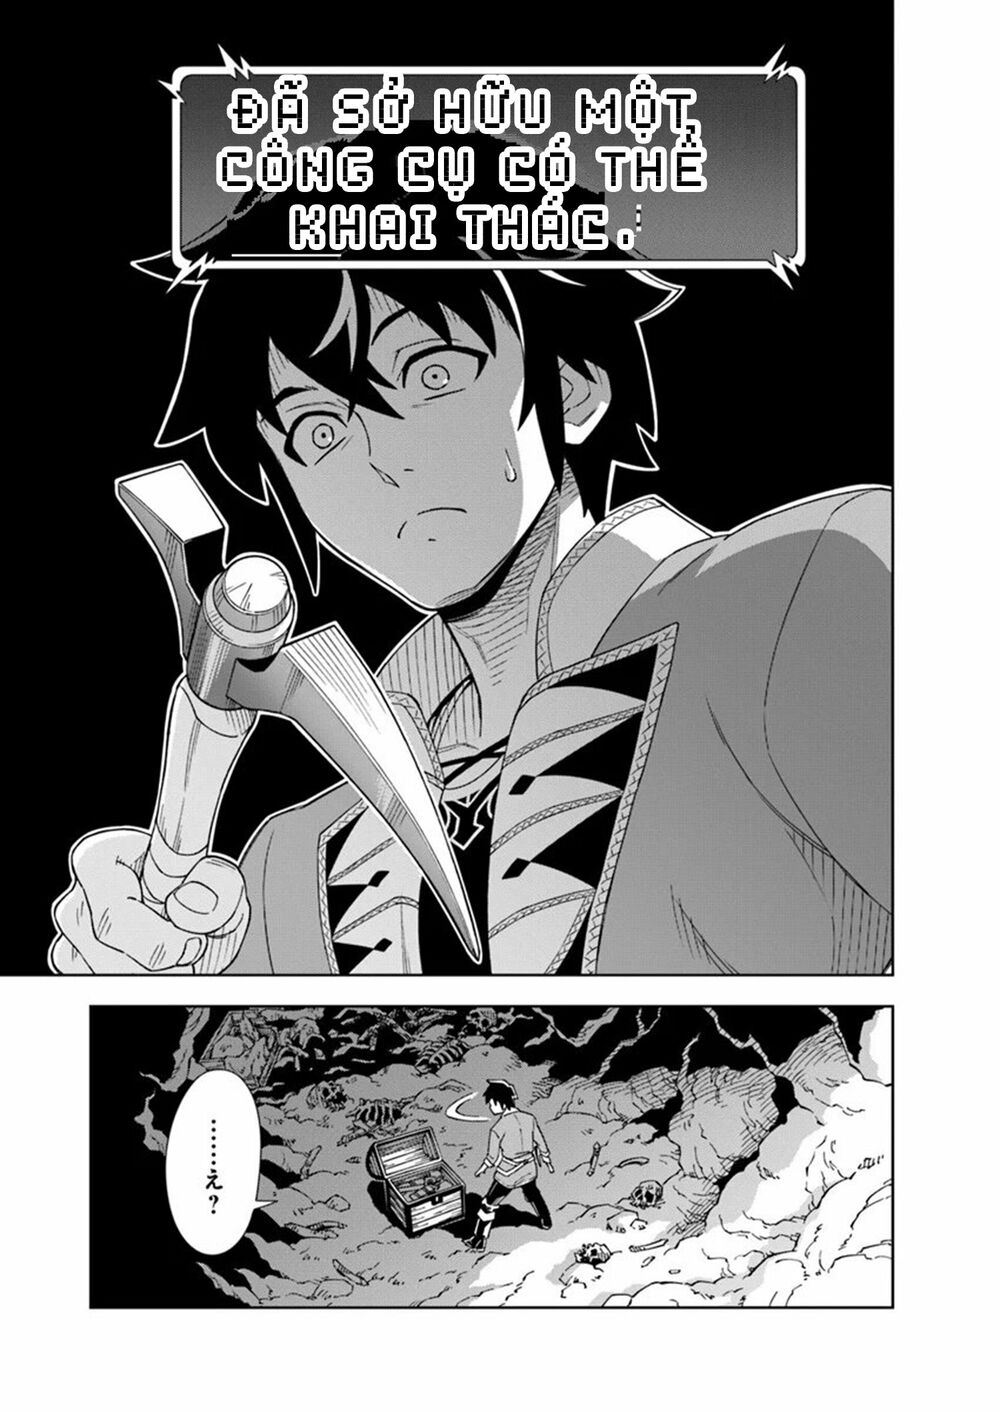 ĐÃ SỞ HỮU MỘT
CÔNG CỤ CÓ THỂ
KHAI THÁC.
……え?